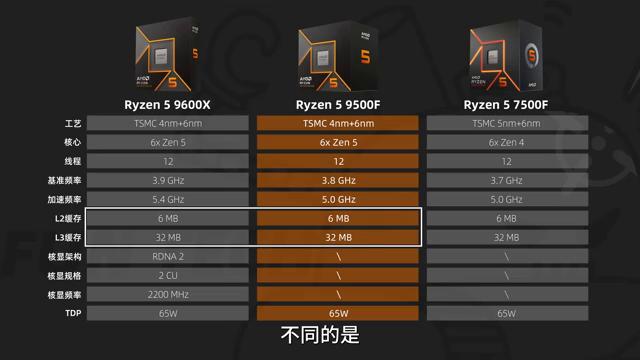 Ryzen 5 9600X Ryzen 5 9500F Ryzen 5 7500F
工艺 TSMC 4nm+6nm TSMC 4nm+6nm TSMC 5nm+6nm
核心 6x Zen 5 6x Zen 5 6x Zen 4
线程 12 12 12
基准频率 3.9 GHz 3.8 GHz 3.7 GHz
加速频率 5.4 GHz 5.0 GHz 5.0 GHz
L2缓存 6 MB 6 MB 6 MB
L3缓存 32 MB 32 MB 32 MB
核显架构 RDNA 2 \ \
核显规格 2 CU \ \
核显频率 2200 MHz \ \
TDP 65W 65W 65W
不同的是